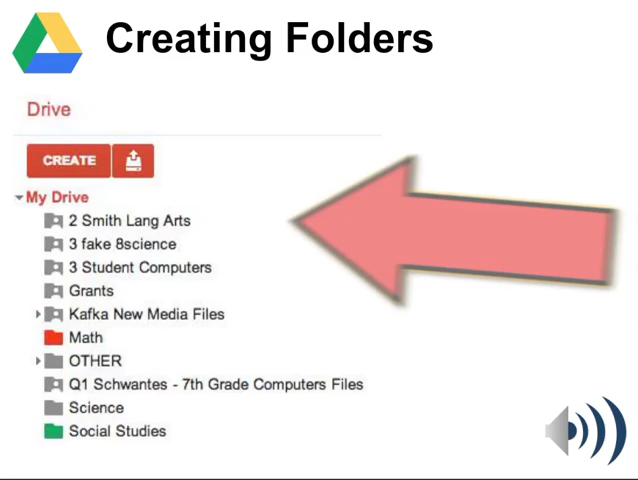 Creating Folders
Drive
CREATE
My Drive
2 Smith Lang Arts
3 fake 8science
3 Student Computers
Grants
Kafka New Media Files
Math
OTHER
Q1 Schwantes - 7th Grade Computers Files
Science
Social Studies